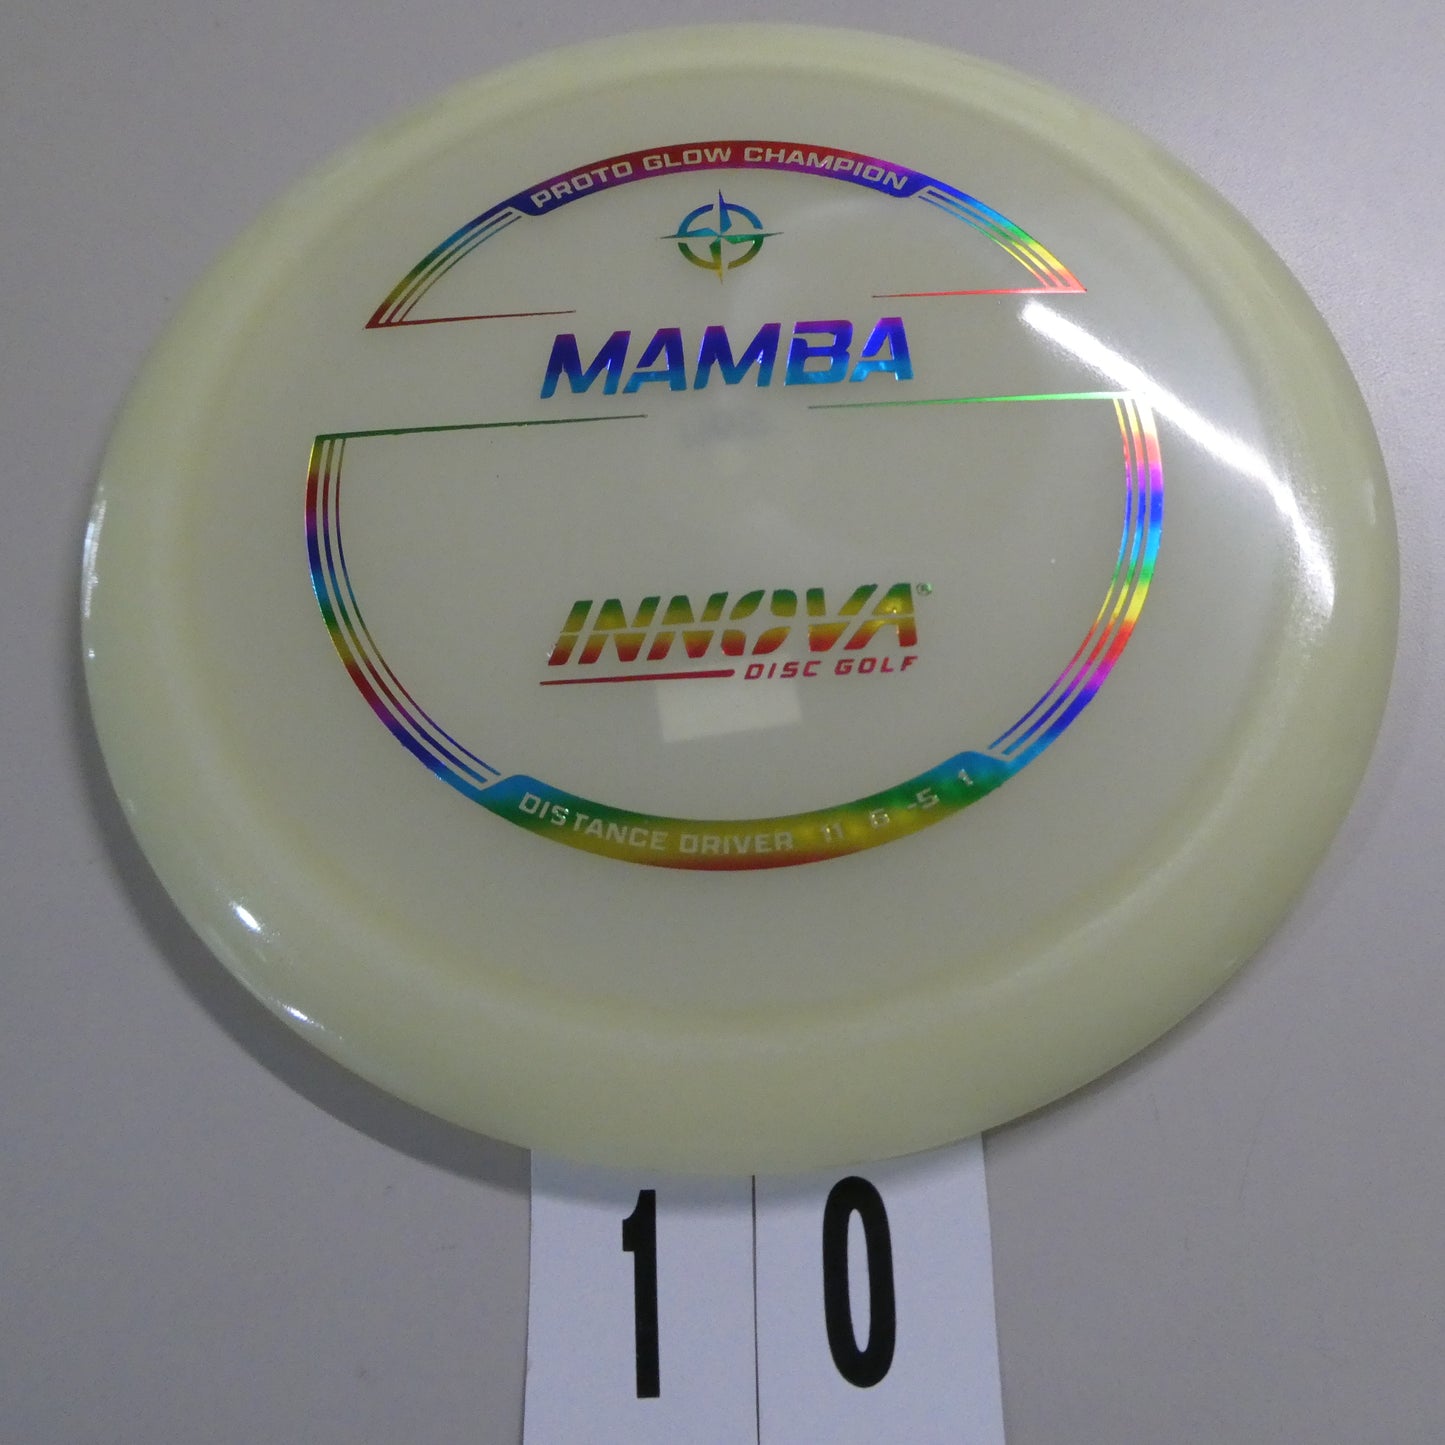 PROTO GLOW CHAMPION
MAMBA
INNOVA®
DISC GOLF
DISTANCE DRIVER 11 6 -5 1
1 0